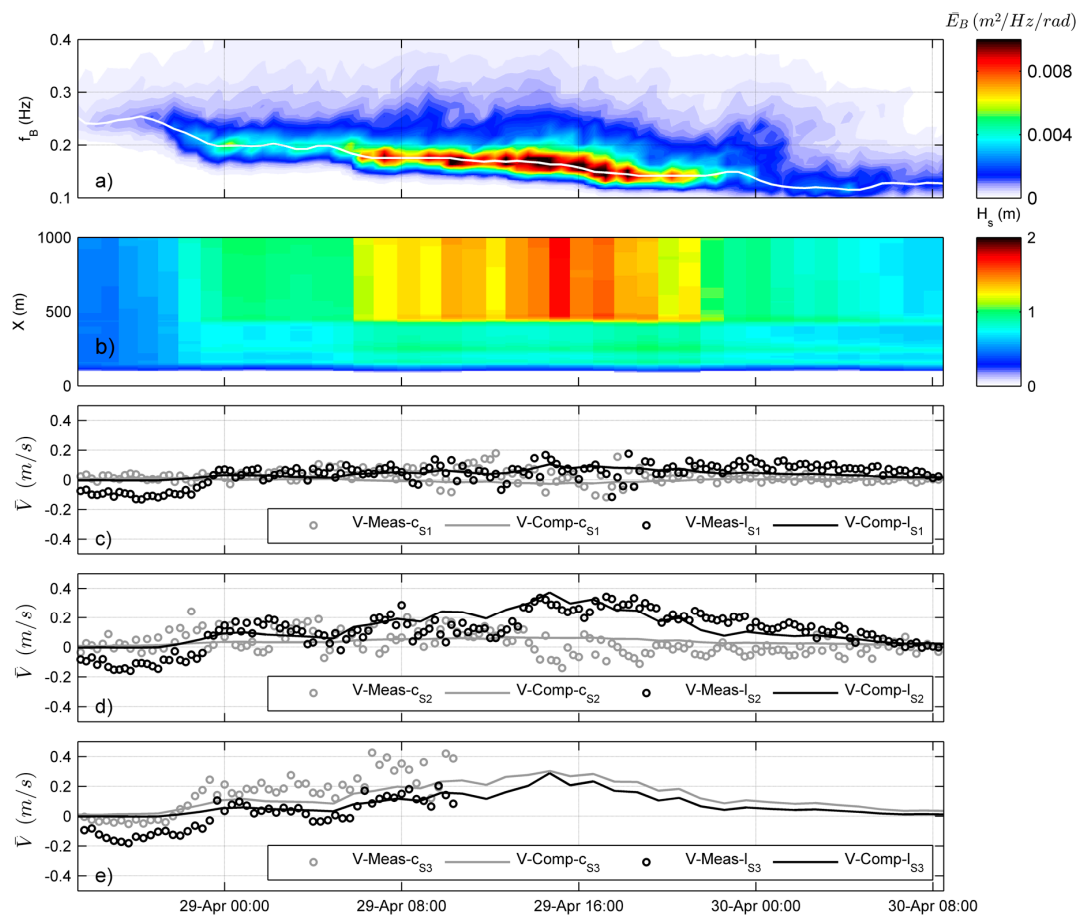 Ē_B (m²/Hz/rad)
0.4
0.3
0.2
0.1
f_B (Hz)
a)
0.008
0.004
0
H_s (m)
1000
500
0
X (m)
b)
2
1
0
0.4
0.2
0
-0.2
-0.4
V̄ (m/s)
c)
V-Meas-c_S1 V-Comp-c_S1 V-Meas-l_S1 V-Comp-l_S1
0.4
0.2
0
-0.2
-0.4
V̄ (m/s)
d)
V-Meas-c_S2 V-Comp-c_S2 V-Meas-l_S2 V-Comp-l_S2
0.4
0.2
0
-0.2
-0.4
V̄ (m/s)
e)
V-Meas-c_S3 V-Comp-c_S3 V-Meas-l_S3 V-Comp-l_S3
29-Apr 00:00 29-Apr 08:00 29-Apr 16:00 30-Apr 00:00 30-Apr 08:00